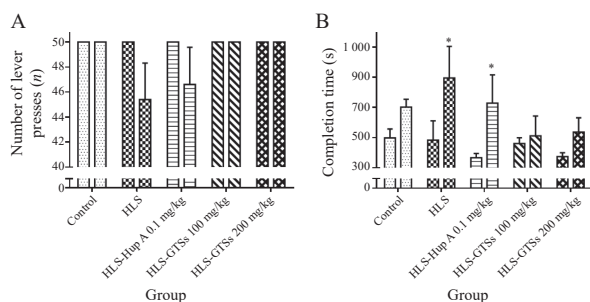 A
Number of lever
presses (n)
50
48
46
44
42
40
0
Control
HLS
HLS-Hup A 0.1 mg/kg
HLS-GTSs 100 mg/kg
HLS-GTSs 200 mg/kg
Group
B
Completion time (s)
1 000
700
500
300
0
*
*
Control
HLS
HLS-Hup A 0.1 mg/kg
HLS-GTSs 100 mg/kg
HLS-GTSs 200 mg/kg
Group